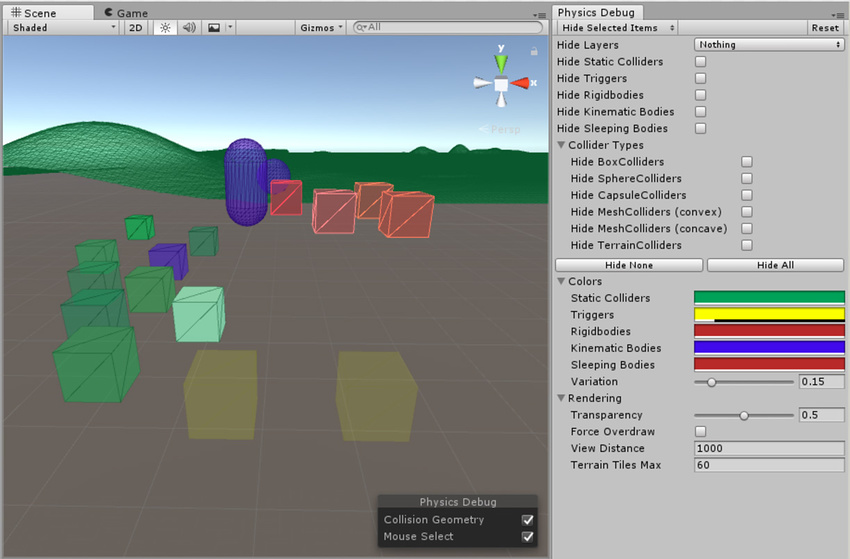 Scene Game
Shaded 2D Gizmos All
y
x
Persp
Physics Debug
Collision Geometry
Mouse Select
Physics Debug
Hide Selected Items Reset
Hide Layers Nothing
Hide Static Colliders
Hide Triggers
Hide Rigidbodies
Hide Kinematic Bodies
Hide Sleeping Bodies
Collider Types
Hide BoxColliders
Hide SphereColliders
Hide CapsuleColliders
Hide MeshColliders (convex)
Hide MeshColliders (concave)
Hide TerrainColliders
Hide None Hide All
Colors
Static Colliders
Triggers
Rigidbodies
Kinematic Bodies
Sleeping Bodies
Variation 0.15
Rendering
Transparency 0.5
Force Overdraw
View Distance 1000
Terrain Tiles Max 60